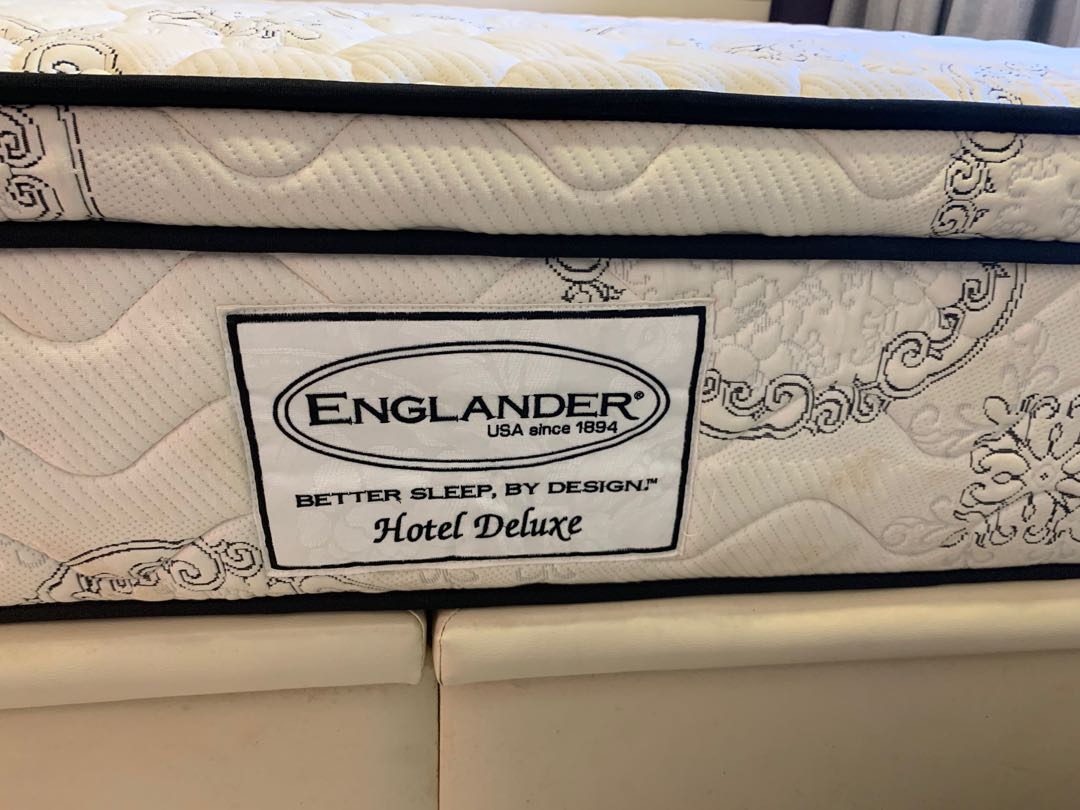 ENGLANDER®
USA since 1894
BETTER SLEEP, BY DESIGN.™
Hotel Deluxe